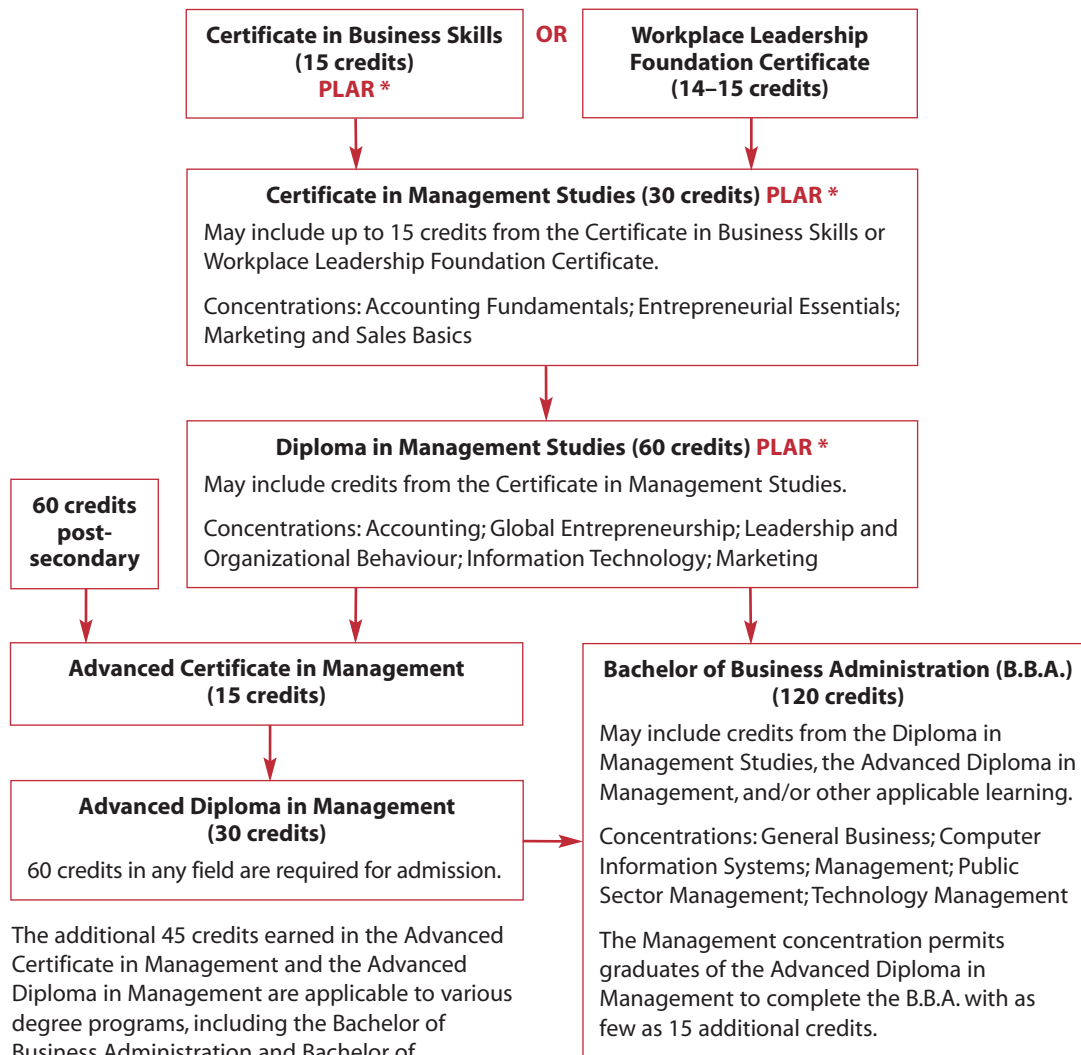 Certificate in Business Skills
(15 credits)
PLAR *
OR
Workplace Leadership
Foundation Certificate
(14–15 credits)
Certificate in Management Studies (30 credits) PLAR *
May include up to 15 credits from the Certificate in Business Skills or
Workplace Leadership Foundation Certificate.
Concentrations: Accounting Fundamentals; Entrepreneurial Essentials;
Marketing and Sales Basics
Diploma in Management Studies (60 credits) PLAR *
May include credits from the Certificate in Management Studies.
Concentrations: Accounting; Global Entrepreneurship; Leadership and
Organizational Behaviour; Information Technology; Marketing
60 credits
post-
secondary
Advanced Certificate in Management
(15 credits)
Advanced Diploma in Management
(30 credits)
60 credits in any field are required for admission.
The additional 45 credits earned in the Advanced
Certificate in Management and the Advanced
Diploma in Management are applicable to various
degree programs, including the Bachelor of
Business Administration and Bachelor of
Bachelor of Business Administration (B.B.A.)
(120 credits)
May include credits from the Diploma in
Management Studies, the Advanced Diploma in
Management, and/or other applicable learning.
Concentrations: General Business; Computer
Information Systems; Management; Public
Sector Management; Technology Management
The Management concentration permits
graduates of the Advanced Diploma in
Management to complete the B.B.A. with as
few as 15 additional credits.